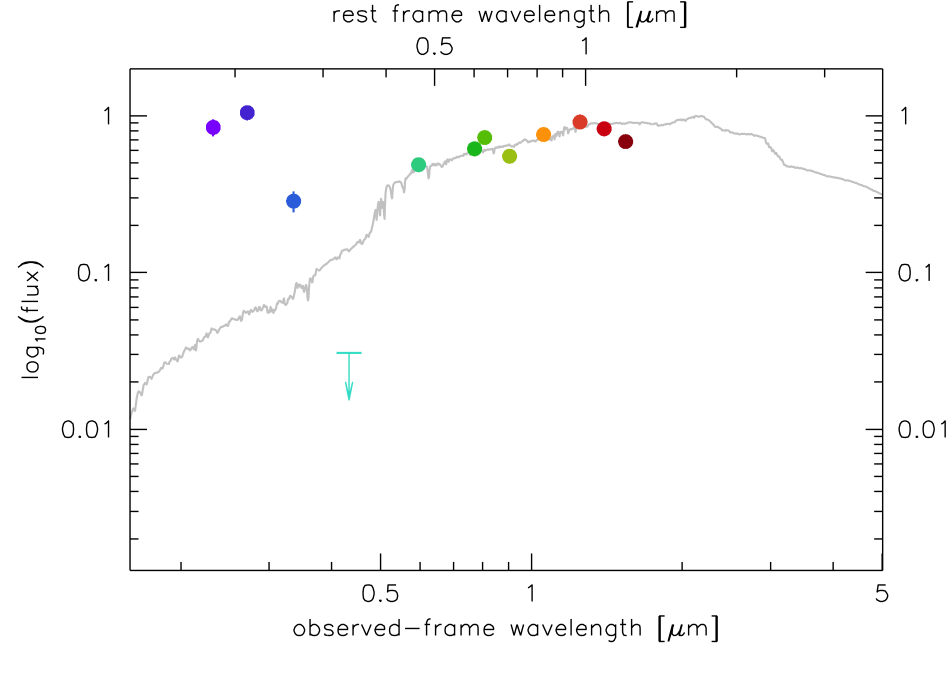 rest frame wavelength [μm]
0.5 1
1 1
0.1 0.1
0.01 0.01
log10(flux)
0.5 1 5
observed-frame wavelength [μm]